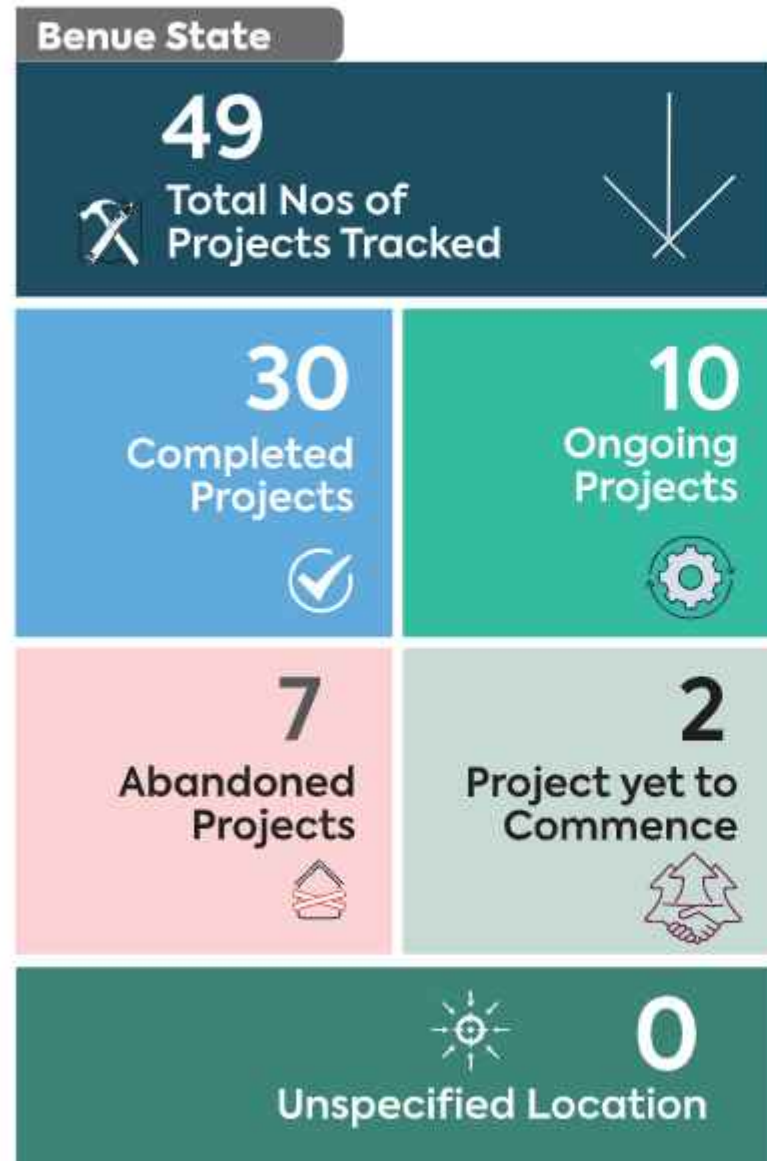 Benue State
49
Total Nos of
Projects Tracked
30
Completed
Projects
10
Ongoing
Projects
7
Abandoned
Projects
2
Project yet to
Commence
0
Unspecified Location